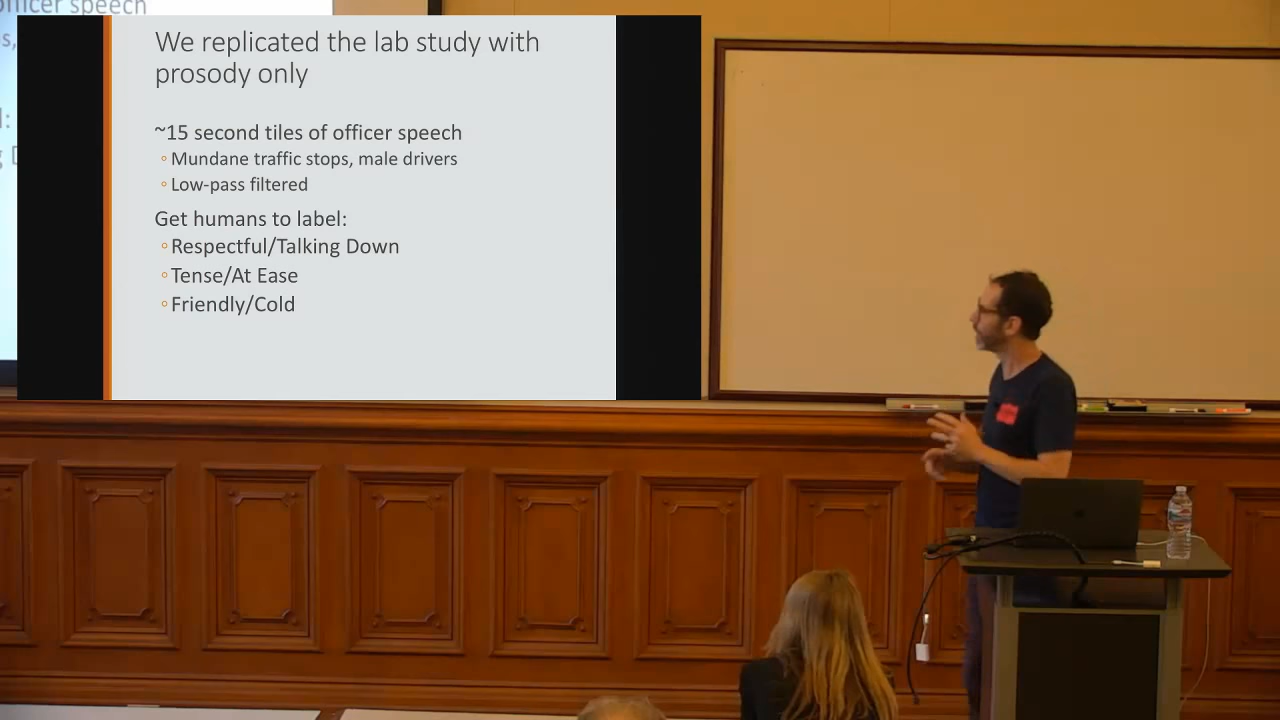 officer speech
We replicated the lab study with
prosody only
~15 second tiles of officer speech
Mundane traffic stops, male drivers
Low-pass filtered
Get humans to label:
Respectful/Talking Down
Tense/At Ease
Friendly/Cold